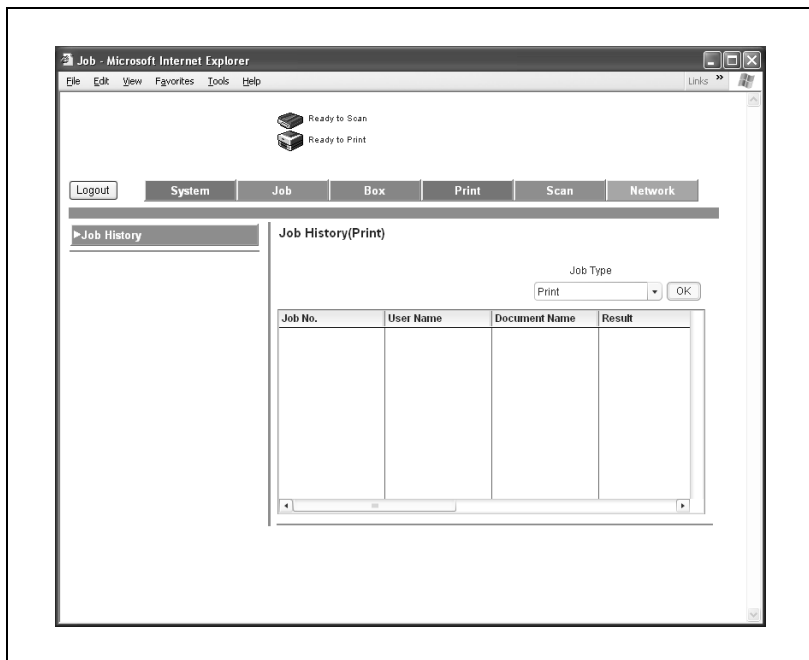 Job - Microsoft Internet Explorer
File Edit View Favorites Tools Help Links »
Ready to Scan
Ready to Print
Logout System Job Box Print Scan Network
►Job History
Job History(Print)
Job Type
Print OK
Job No. User Name Document Name Result